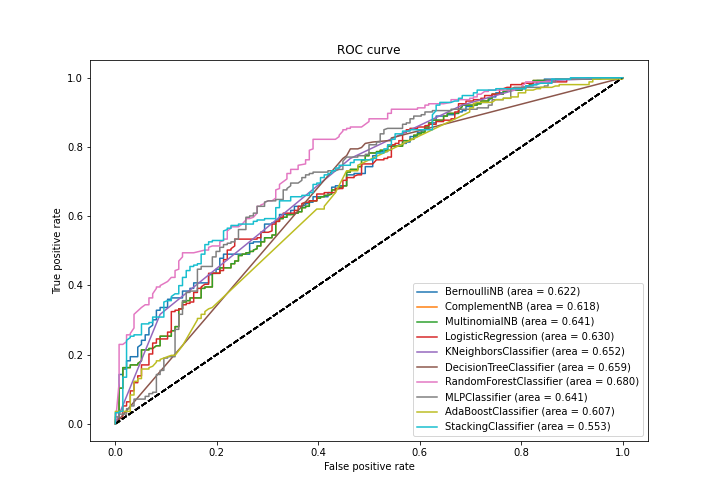 ROC curve
1.0
0.8
0.6
0.4
0.2
0.0
True positive rate
0.0 0.2 0.4 0.6 0.8 1.0
False positive rate
BernoulliNB (area = 0.622)
ComplementNB (area = 0.618)
MultinomialNB (area = 0.641)
LogisticRegression (area = 0.630)
KNeighborsClassifier (area = 0.652)
DecisionTreeClassifier (area = 0.659)
RandomForestClassifier (area = 0.680)
MLPClassifier (area = 0.641)
AdaBoostClassifier (area = 0.607)
StackingClassifier (area = 0.553)